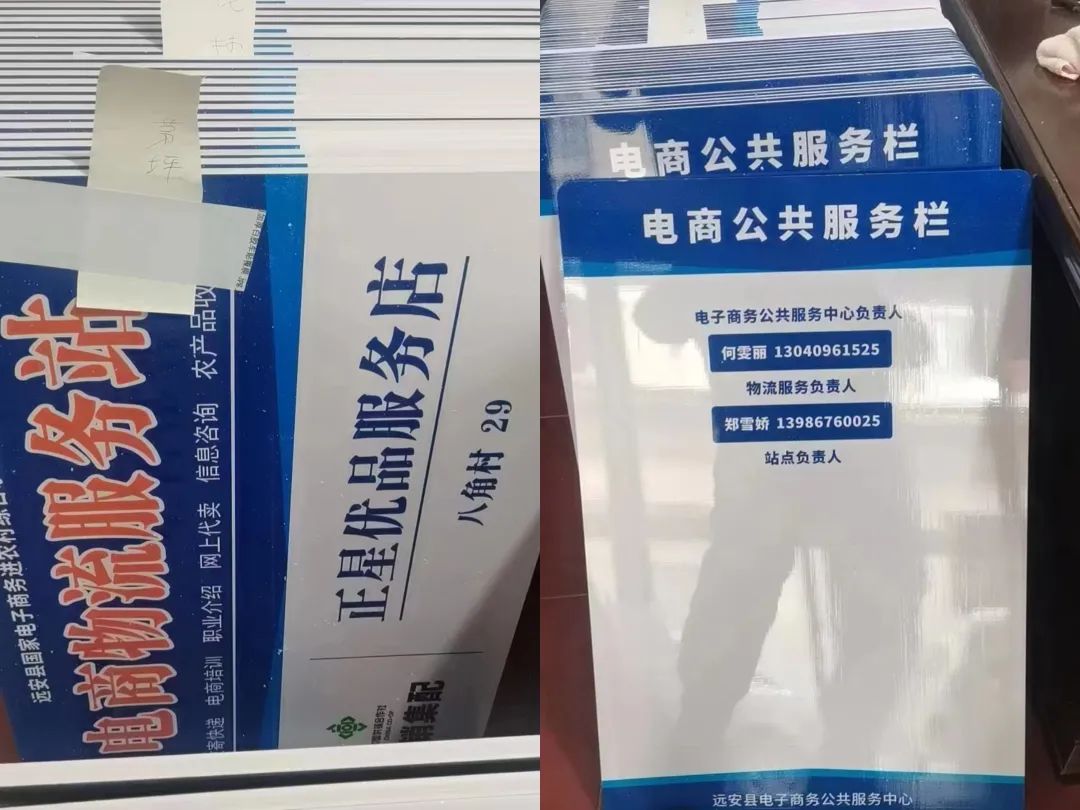 茅坪
远安县国家电子商务进农村综合
电商物流服务站
寄快递 电商培训 职业介绍 网上代卖 信息咨询 农产品收
正星优品服务店
八角村 29
销集配
电商公共服务栏
电商公共服务栏
电子商务公共服务中心负责人
何雯丽 13040961525
物流服务负责人
郑雪娇 13986760025
站点负责人
远安县电子商务公共服务中心